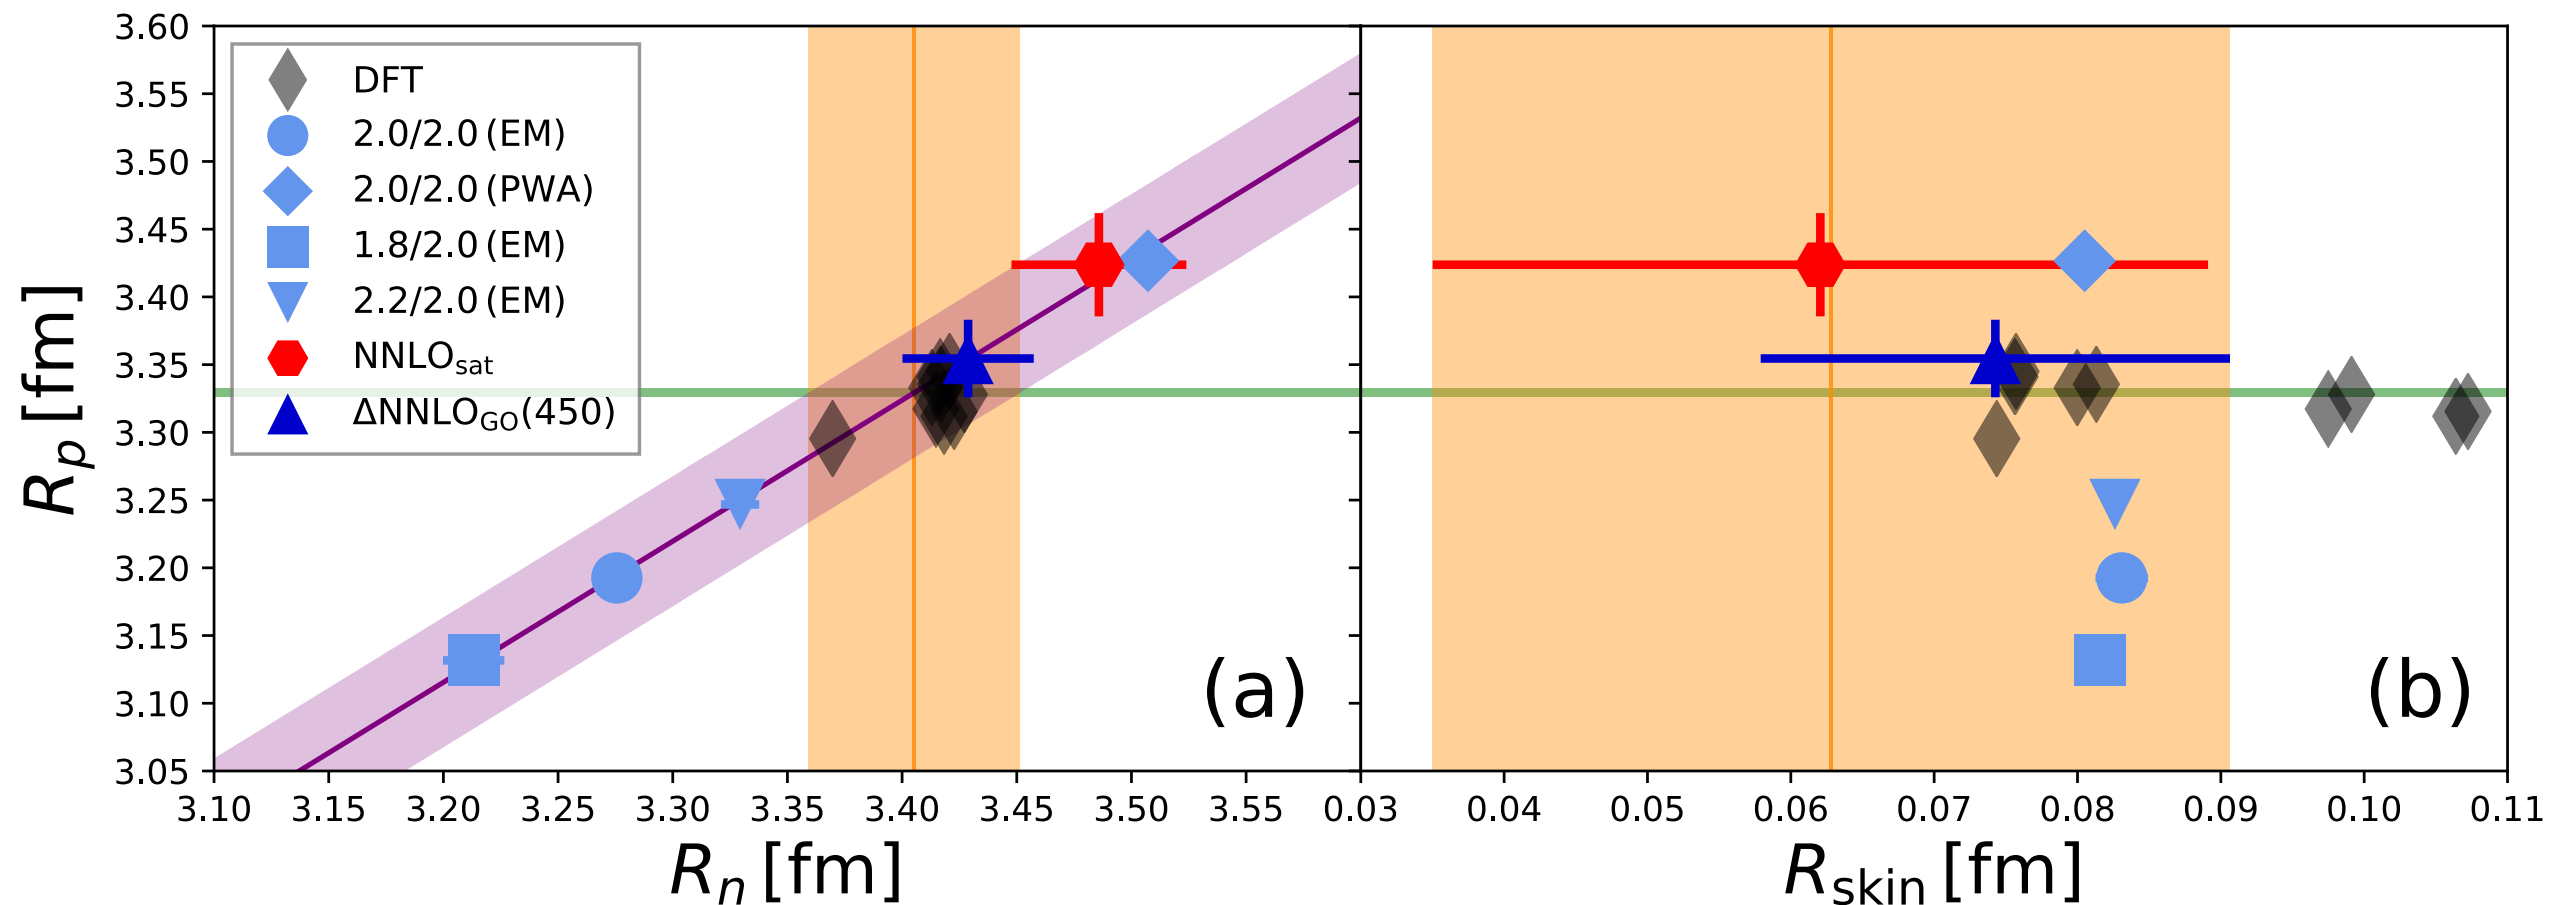 3.60
3.55
3.50
3.45
3.40
3.35
3.30
3.25
3.20
3.15
3.10
3.05
R_p [fm]
DFT
2.0/2.0 (EM)
2.0/2.0 (PWA)
1.8/2.0 (EM)
2.2/2.0 (EM)
NNLO_sat
ΔNNLO_GO(450)
(a)
(b)
3.10 3.15 3.20 3.25 3.30 3.35 3.40 3.45 3.50 3.55 0.03 0.04 0.05 0.06 0.07 0.08 0.09 0.10 0.11
R_n [fm]
R_skin [fm]